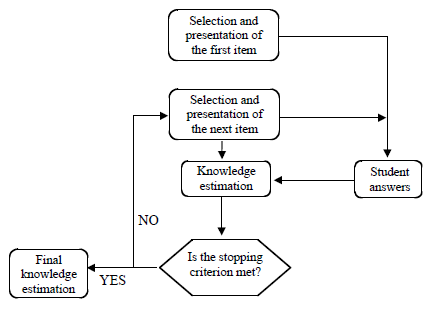 Selection and
presentation of
the first item
Selection and
presentation of
the next item
Knowledge
estimation
Student
answers
NO
Is the stopping
criterion met?
YES
Final
knowledge
estimation